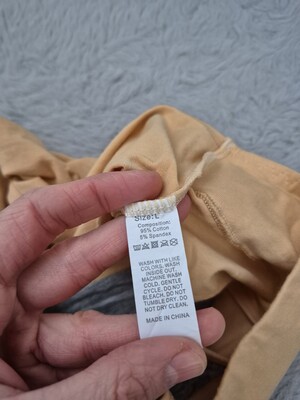 Size: L
Composition:
95% Cotton
5% Spandex
WASH WITH LIKE
COLORS. WASH
INSIDE OUT.
MACHINE WASH
COLD, GENTLE
CYCLE. DO NOT
BLEACH, DO NOT
TUMBLE DRY. DO
NOT DRY CLEAN.
MADE IN CHINA